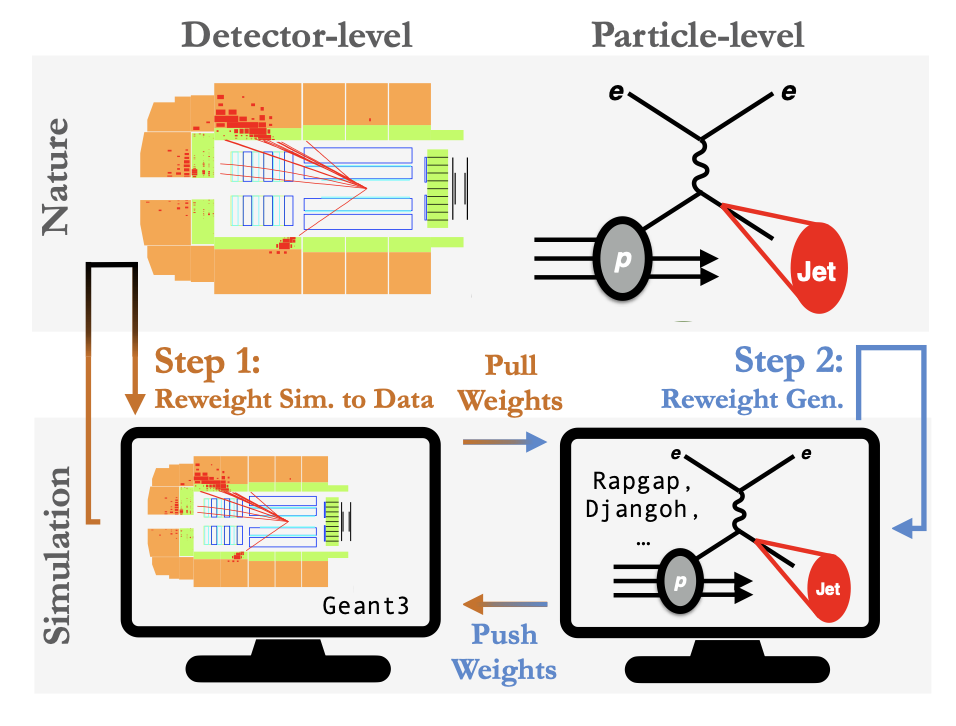 Detector-level
Particle-level
Nature
e
e
p
Jet
Step 1:
Reweight Sim. to Data
Pull
Weights
Step 2:
Reweight Gen.
Simulation
Geant3
e
e
Rapgap,
Djangoh,
...
p
Jet
Push
Weights